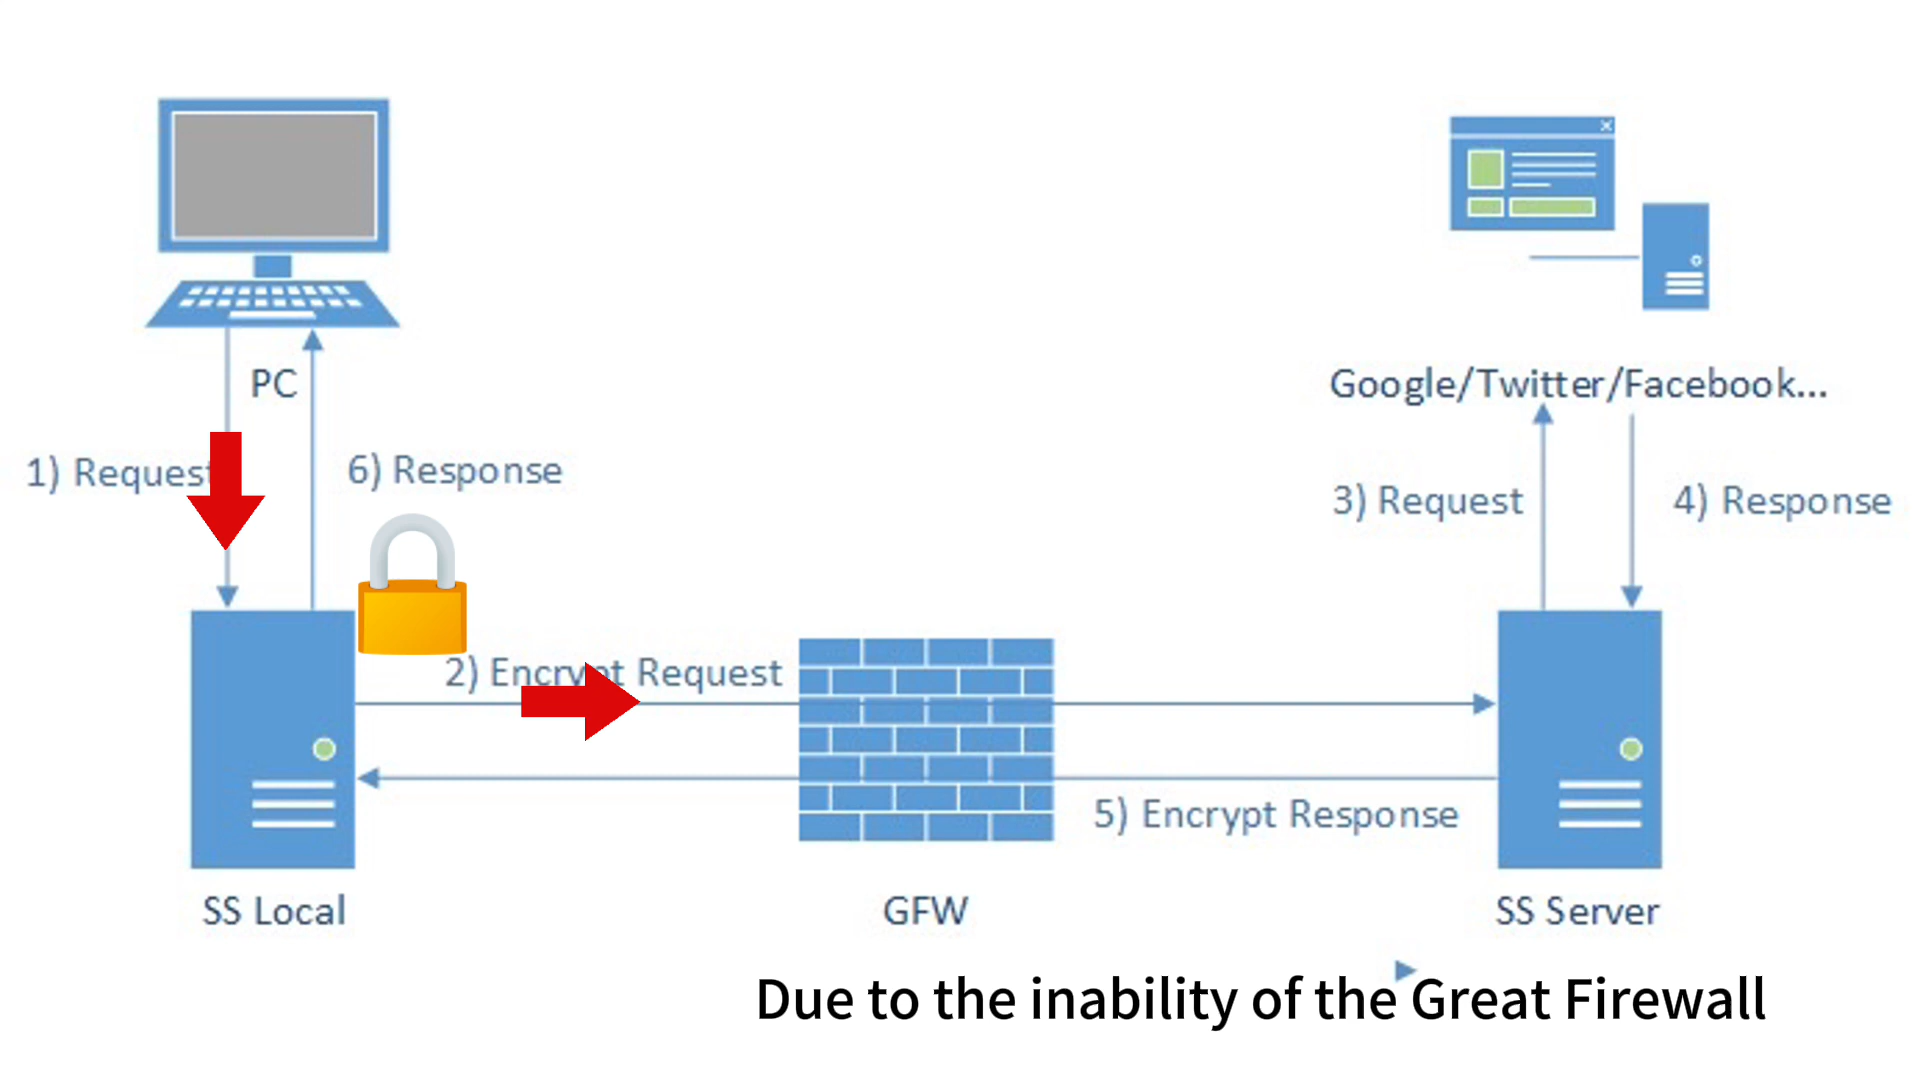 PC
Google/Twitter/Facebook...
1) Request
6) Response
3) Request
4) Response
2) Encrypt Request
5) Encrypt Response
SS Local
GFW
SS Server
Due to the inability of the Great Firewall